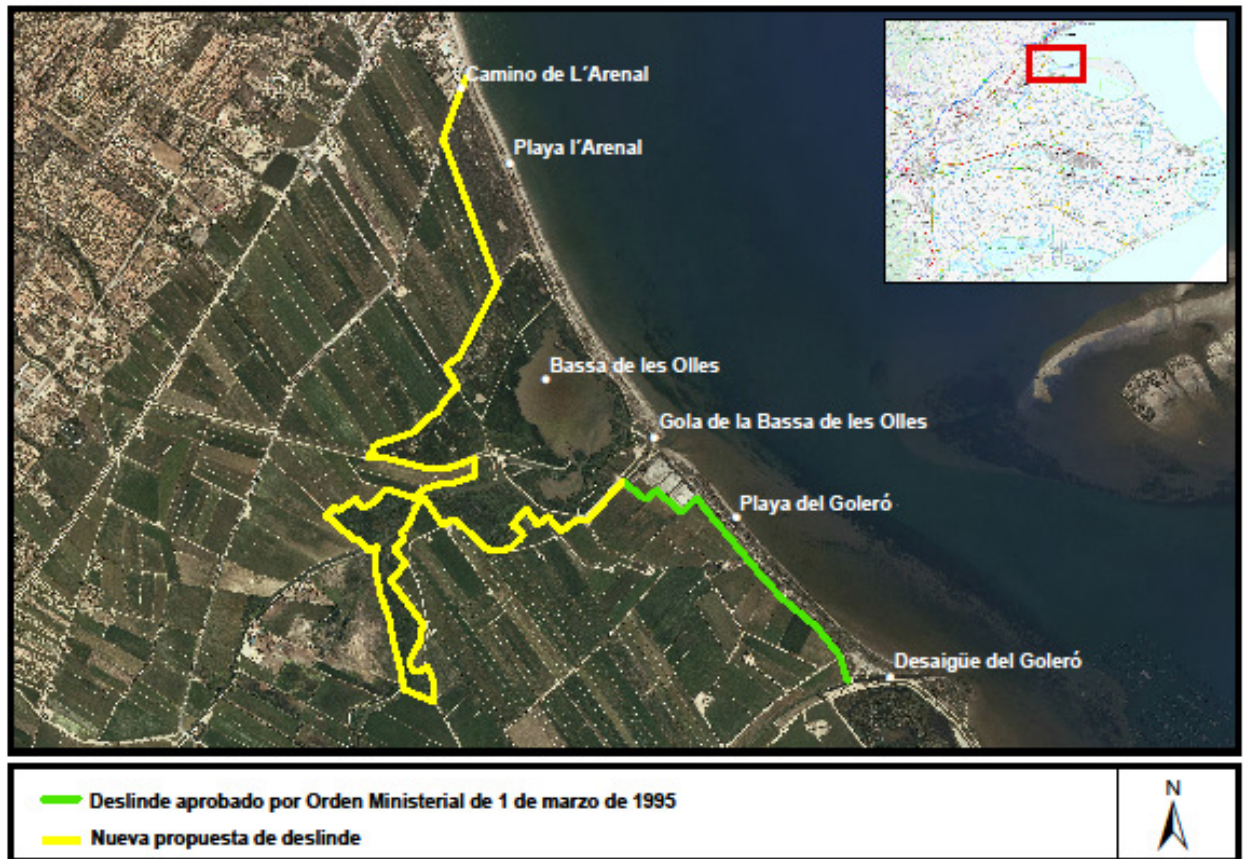 Camino de L´Arenal
Playa l´Arenal
Bassa de les Olles
Gola de la Bassa de les Olles
Playa del Goleró
Desaigüe del Goleró
Deslinde aprobado por Orden Ministerial de 1 de marzo de 1995
Nueva propuesta de deslinde
N